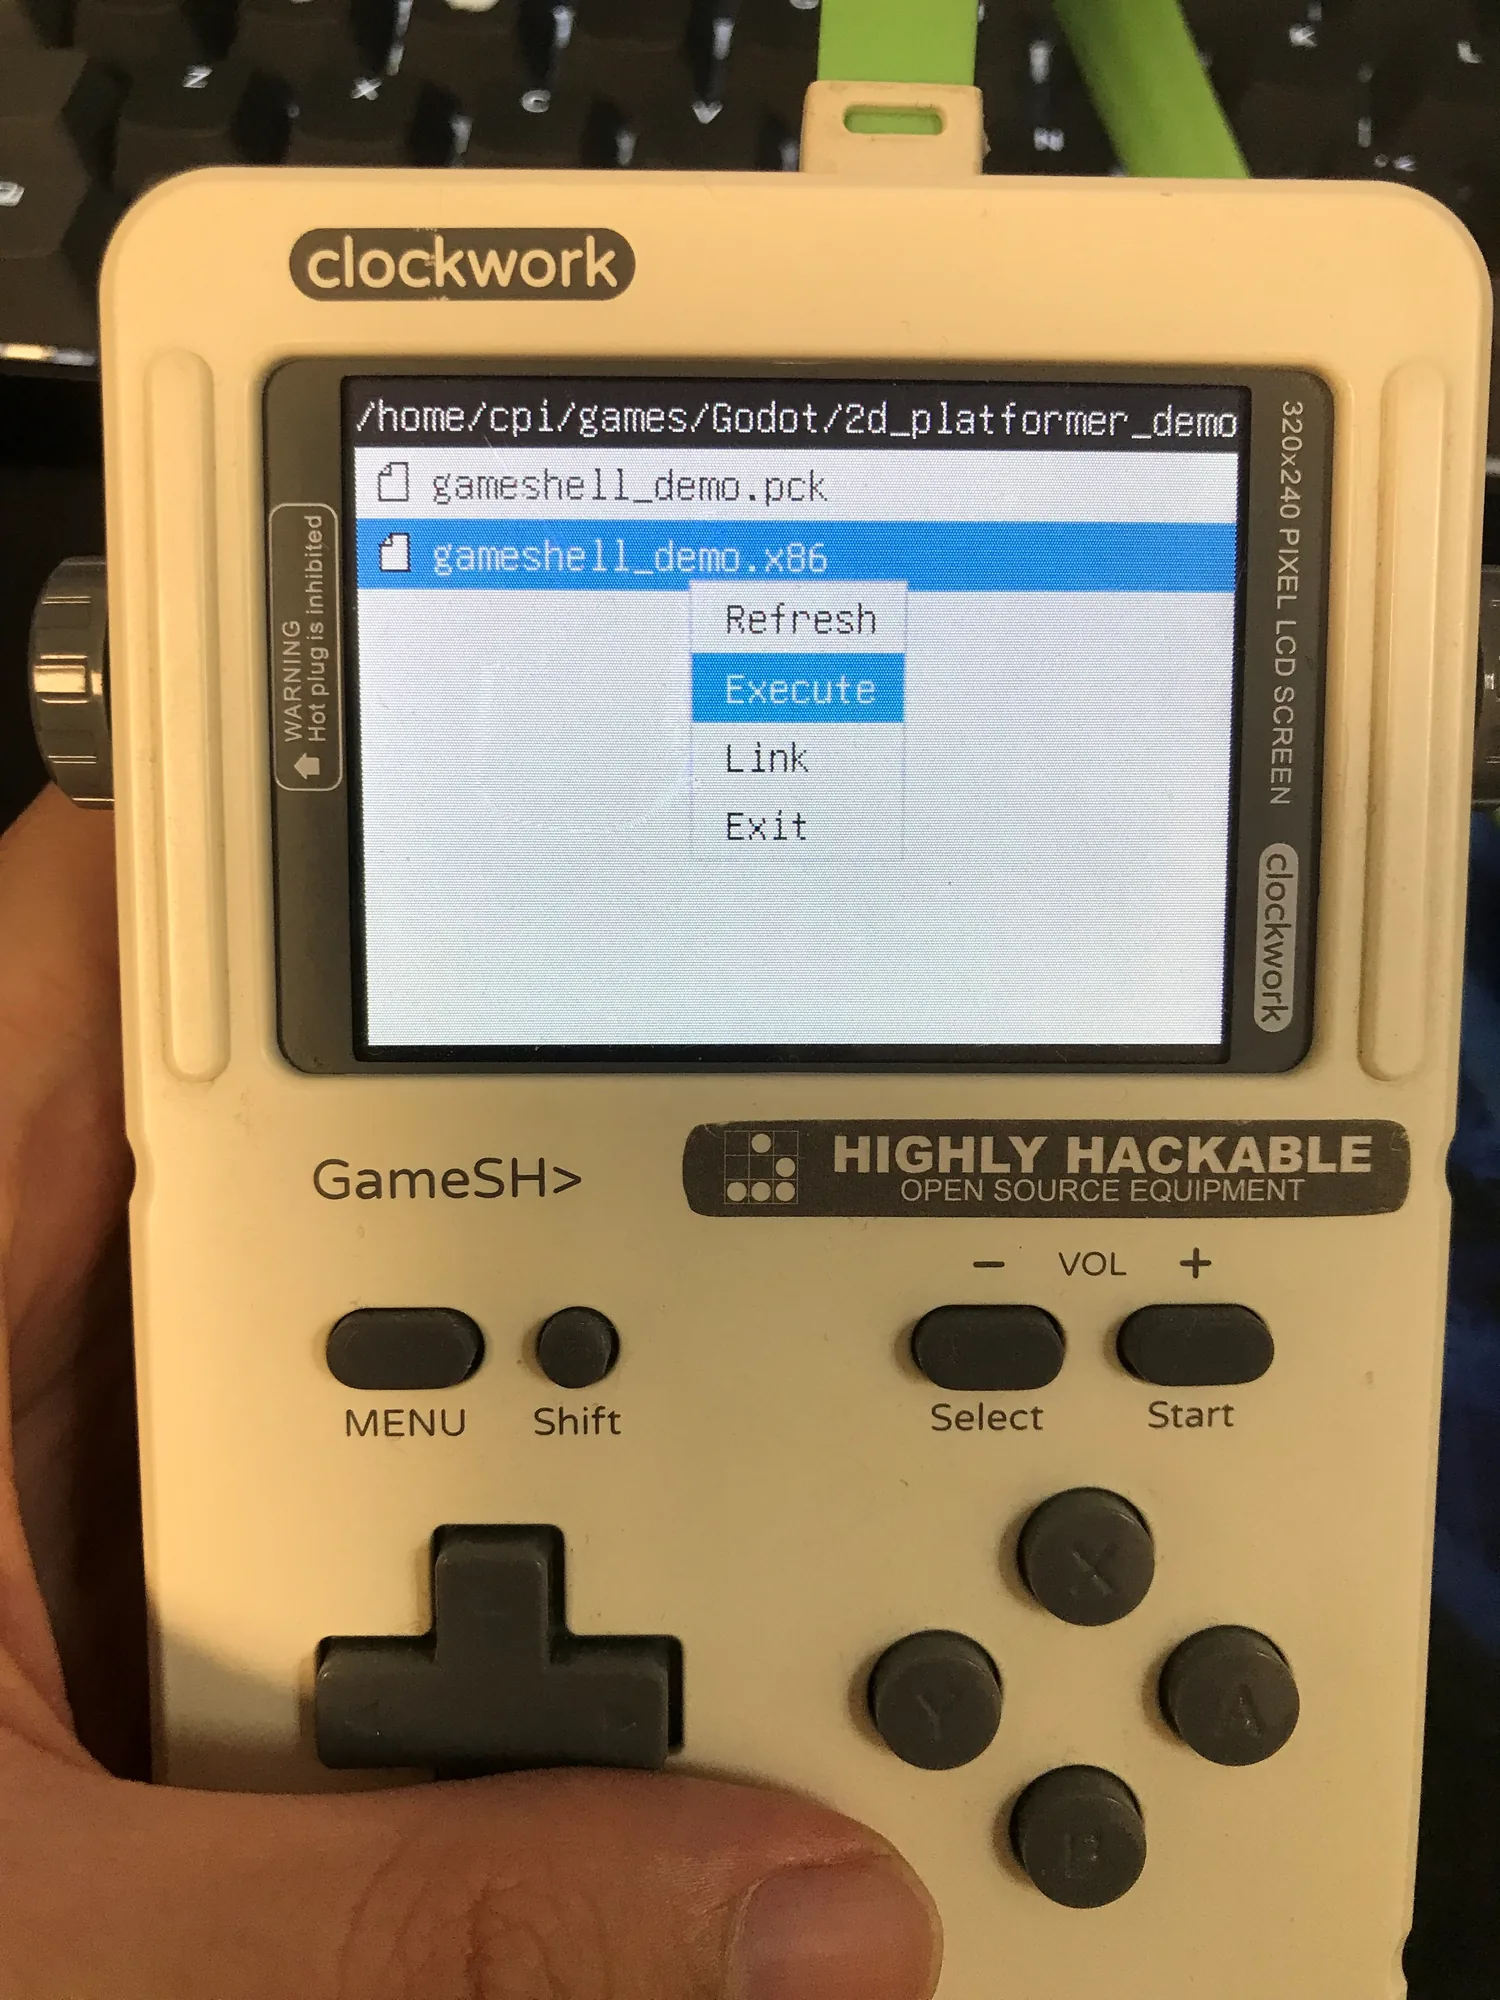 Z X C V N K L
clockwork
/home/cpi/games/Godot/2d_platformer_demo
gameshell_demo.pck
gameshell_demo.x86
Refresh
Execute
Link
Exit
WARNING
Hot plug is inhibited
320x240 PIXEL LCD SCREEN
clockwork
GameSH>
HIGHLY HACKABLE
OPEN SOURCE EQUIPMENT
- VOL +
MENU
Shift
Select
Start
X
Y
A
B